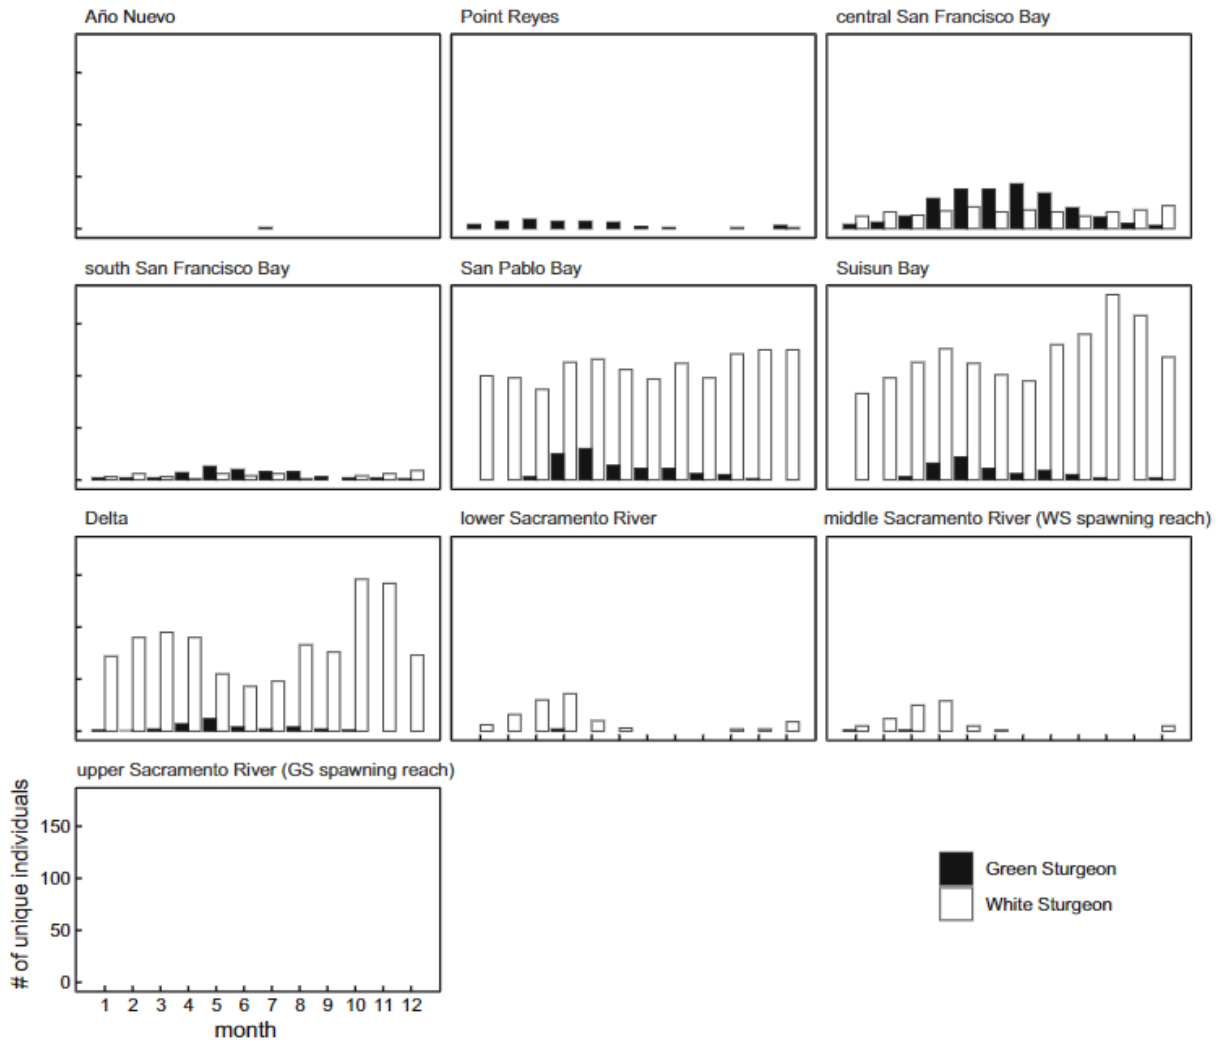 Año Nuevo
Point Reyes
central San Francisco Bay
south San Francisco Bay
San Pablo Bay
Suisun Bay
Delta
lower Sacramento River
middle Sacramento River (WS spawning reach)
upper Sacramento River (GS spawning reach)
# of unique individuals
150
100
50
0
1 2 3 4 5 6 7 8 9 10 11 12
month
Green Sturgeon
White Sturgeon